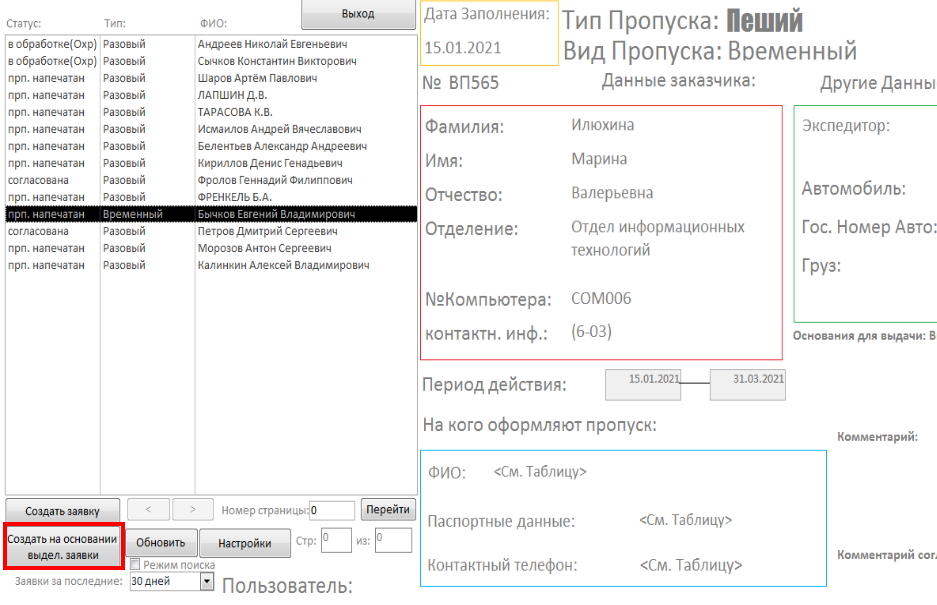 Статус: Тип: ФИО: Выход
в обработке(Охр) Разовый Андреев Николай Евгеньевич
в обработке(Охр) Разовый Сычков Константин Викторович
прп. напечатан Разовый Шаров Артём Павлович
прп. напечатан Разовый ЛАПШИН Д.В.
прп. напечатан Разовый ТАРАСОВА К.В.
прп. напечатан Разовый Исмаилов Андрей Вячеславович
прп. напечатан Разовый Белентьев Александр Андреевич
прп. напечатан Разовый Кириллов Денис Генадьевич
согласована Разовый Фролов Геннадий Филиппович
прп. напечатан Разовый ФРЕНКЕЛЬ Б.А.
прп. напечатан Временный Бычков Евгений Владимирович
согласована Разовый Петров Дмитрий Сергеевич
прп. напечатан Разовый Морозов Антон Сергеевич
прп. напечатан Разовый Калинкин Алексей Владимирович
Создать заявку < > Номер страницы: 0 Перейти
Создать на основании
выдел. заявки
Обновить Настройки Стр: 0 из: 0
Режим поиска
Заявки за последние: 30 дней
Пользователь:
Дата Заполнения:
15.01.2021
Тип Пропуска: Пеший
Вид Пропуска: Временный
№ ВП565 Данные заказчика: Другие Данны
Фамилия: Илюхина
Имя: Марина
Отчество: Валерьевна
Отделение: Отдел информационных
технологий
№Компьютера: COM006
контактн. инф.: (6-03)
Экспедитор:
Автомобиль:
Гос. Номер Авто:
Груз:
Основания для выдачи: В
Период действия: 15.01.2021 31.03.2021
На кого оформляют пропуск:
Комментарий:
ФИО: <См. Таблицу>
Паспортные данные: <См. Таблицу>
Контактный телефон: <См. Таблицу>
Комментарий сог